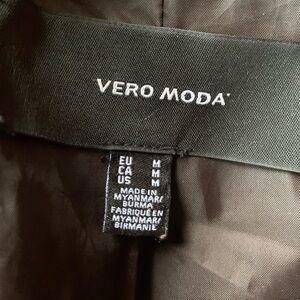 VERO MODA
EU M
CA M
US M
MADE IN
MYANMAR/
BURMA
FABRIQUÉ EN
MYANMAR/
BIRMANIE